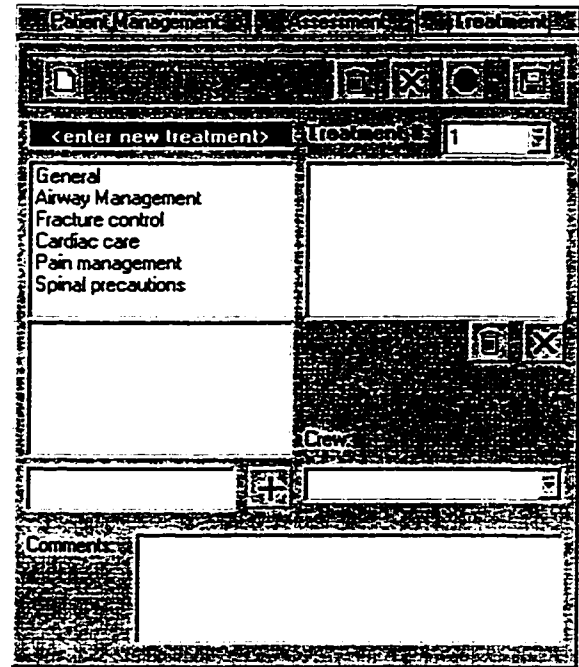 Patient Management Assessment Treatment
<enter new treatment> Treatment #: 1
General
Airway Management
Fracture control
Cardiac care
Pain management
Spinal precautions
Crew:
Comments: